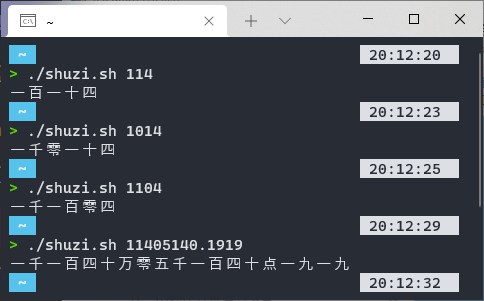 ~
~ 20:12:20
> ./shuzi.sh 114
一百一十四
~ 20:12:23
> ./shuzi.sh 1014
一千零一十四
~ 20:12:25
> ./shuzi.sh 1104
一千一百零四
~ 20:12:29
> ./shuzi.sh 11405140.1919
一千一百四十万零五千一百四十点一九一九
~ 20:12:32